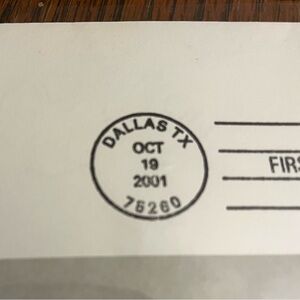 DALLAS TX
OCT
19
2001
75260
FIRS